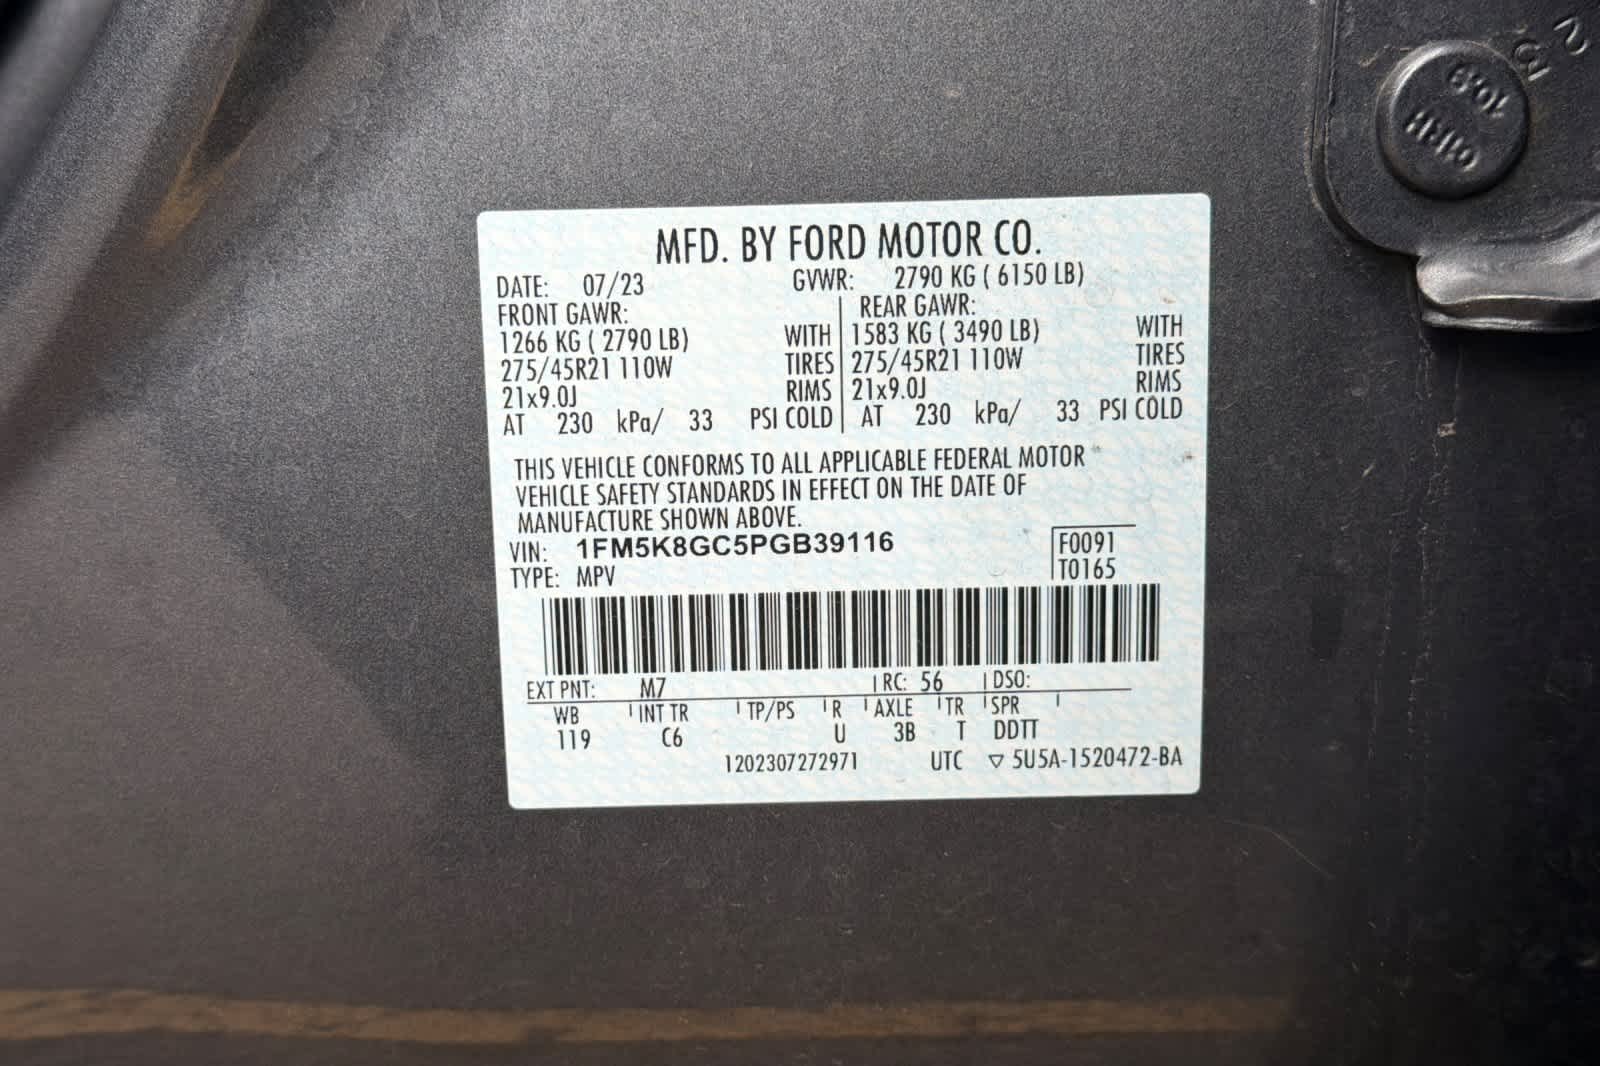 2
5
10.9
MFD. BY FORD MOTOR CO.
DATE: 07/23 GVWR: 2790 KG ( 6150 LB)
FRONT GAWR: REAR GAWR:
1266 KG ( 2790 LB) WITH 1583 KG ( 3490 LB) WITH
275/45R21 110W TIRES 275/45R21 110W TIRES
21x9.0J RIMS 21x9.0J RIMS
AT 230 kPa/ 33 PSI COLD AT 230 kPa/ 33 PSI COLD
THIS VEHICLE CONFORMS TO ALL APPLICABLE FEDERAL MOTOR
VEHICLE SAFETY STANDARDS IN EFFECT ON THE DATE OF
MANUFACTURE SHOWN ABOVE.
VIN: 1FM5K8GC5PGB39116 F0091
TYPE: MPV T0165
EXT PNT: M7 RC: 56 DSO:
WB INT TR TP/PS R AXLE TR SPR
119 C6 U 3B T DDTT
1202307272971 UTC ▽ 5U5A-1520472-BA